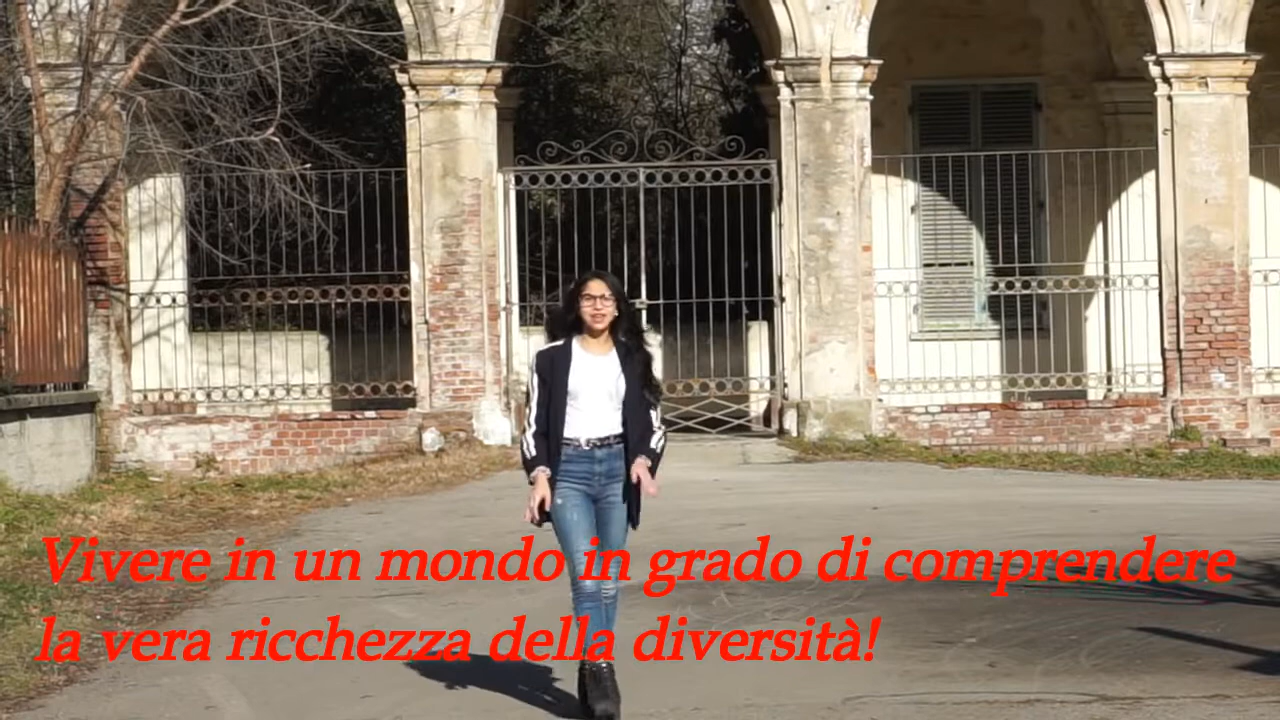 Vivere in un mondo in grado di comprendere
la vera ricchezza della diversità!